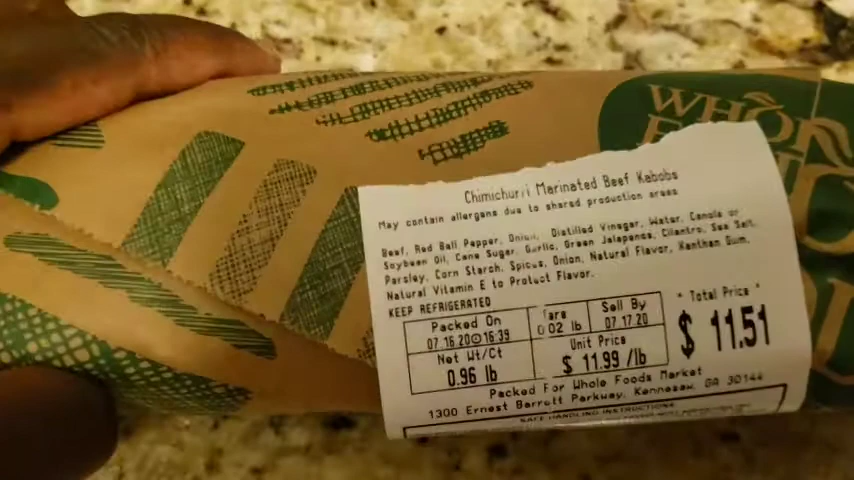 WHO
Chimichurri Marinated Beef Kabobs
May contain allergens due to shared production areas
Beef, Red Bell Pepper, Onion, Distilled Vinegar, Water, Canola or
Soybean Oil, Cane Sugar, Garlic, Green Jalapenos, Cilantro, Sea Salt,
Parsley, Corn Starch, Spices, Onion, Natural Flavor, Xanthan Gum,
Natural Vitamin E to Protect Flavor.
KEEP REFRIGERATED
Packed On
07.16.20@16:39
Tare
0.02 lb
Sell By
07.17.20
* Total Price *
$ 11.51
Net Wt/Ct
0.96 lb
Unit Price
$ 11.99 /lb
Packed For Whole Foods Market
1300 Ernest Barrett Parkway, Kennesaw, GA 30144
SAFE HANDLING INSTRUCTIONS